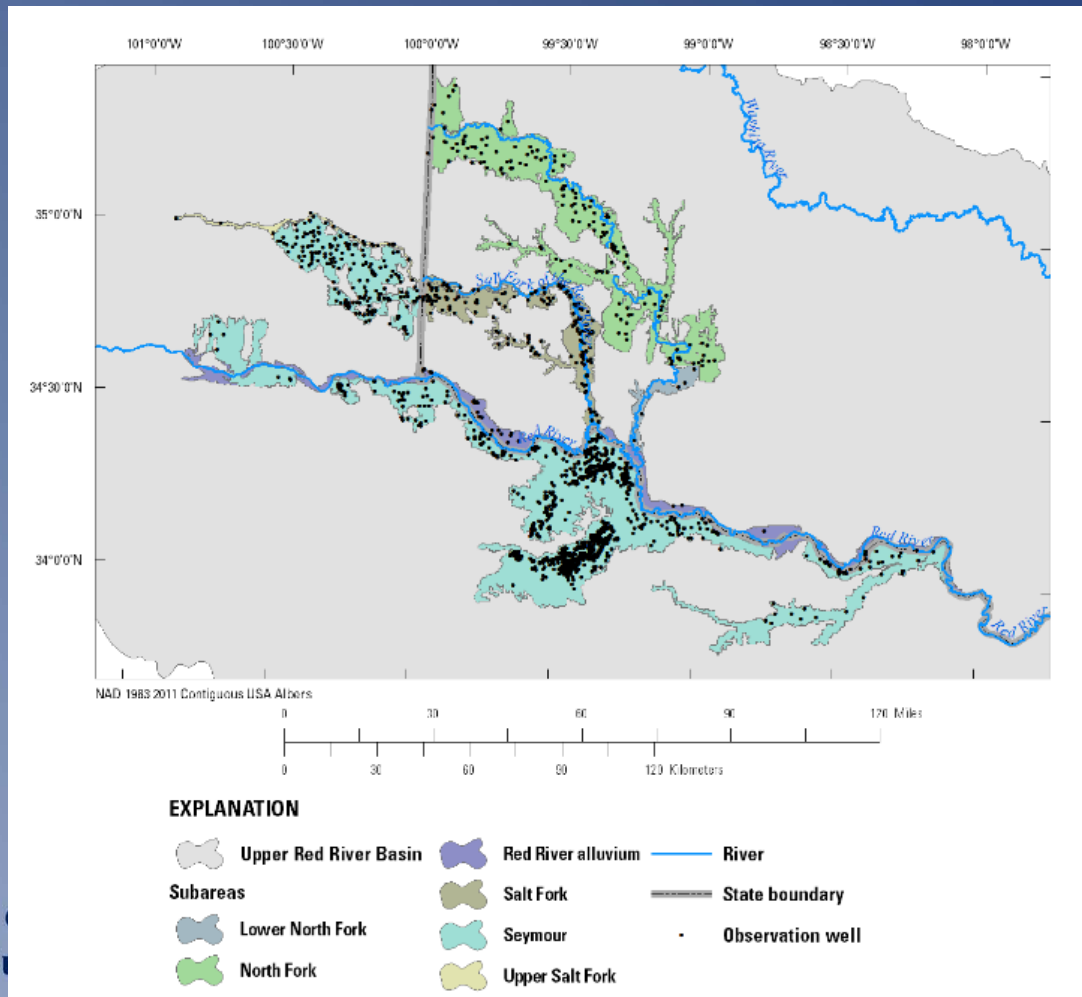 101°0'0"W 100°30'0"W 100°0'0"W 99°30'0"W 99°0'0"W 98°30'0"W 98°0'0"W
Washita River
35°0'0"N
Salt Fork of the Red River
34°30'0"N
Red River
Red River
34°0'0"N
Red River
NAD 1983 2011 Contiguous USA Albers
0 30 60 90 120 Miles
0 30 60 90 120 Kilometers
EXPLANATION
Upper Red River Basin
Subareas
Lower North Fork
North Fork
Red River alluvium
Salt Fork
Seymour
Upper Salt Fork
River
State boundary
Observation well